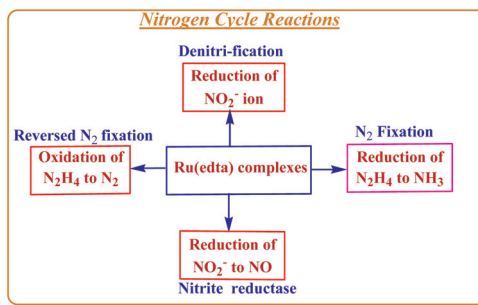 Nitrogen Cycle Reactions
Denitri-fication
Reduction of
NO₂⁻ ion
Reversed N₂ fixation
Oxidation of
N₂H₄ to N₂
Ru(edta) complexes
N₂ Fixation
Reduction of
N₂H₄ to NH₃
Reduction of
NO₂⁻ to NO
Nitrite reductase